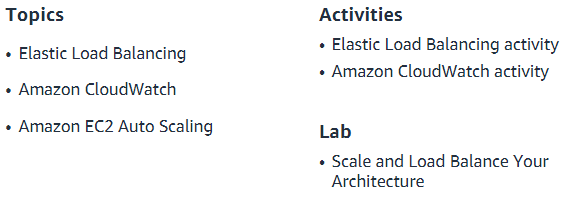 Topics
• Elastic Load Balancing
• Amazon CloudWatch
• Amazon EC2 Auto Scaling
Activities
• Elastic Load Balancing activity
• Amazon CloudWatch activity
Lab
• Scale and Load Balance Your
Architecture